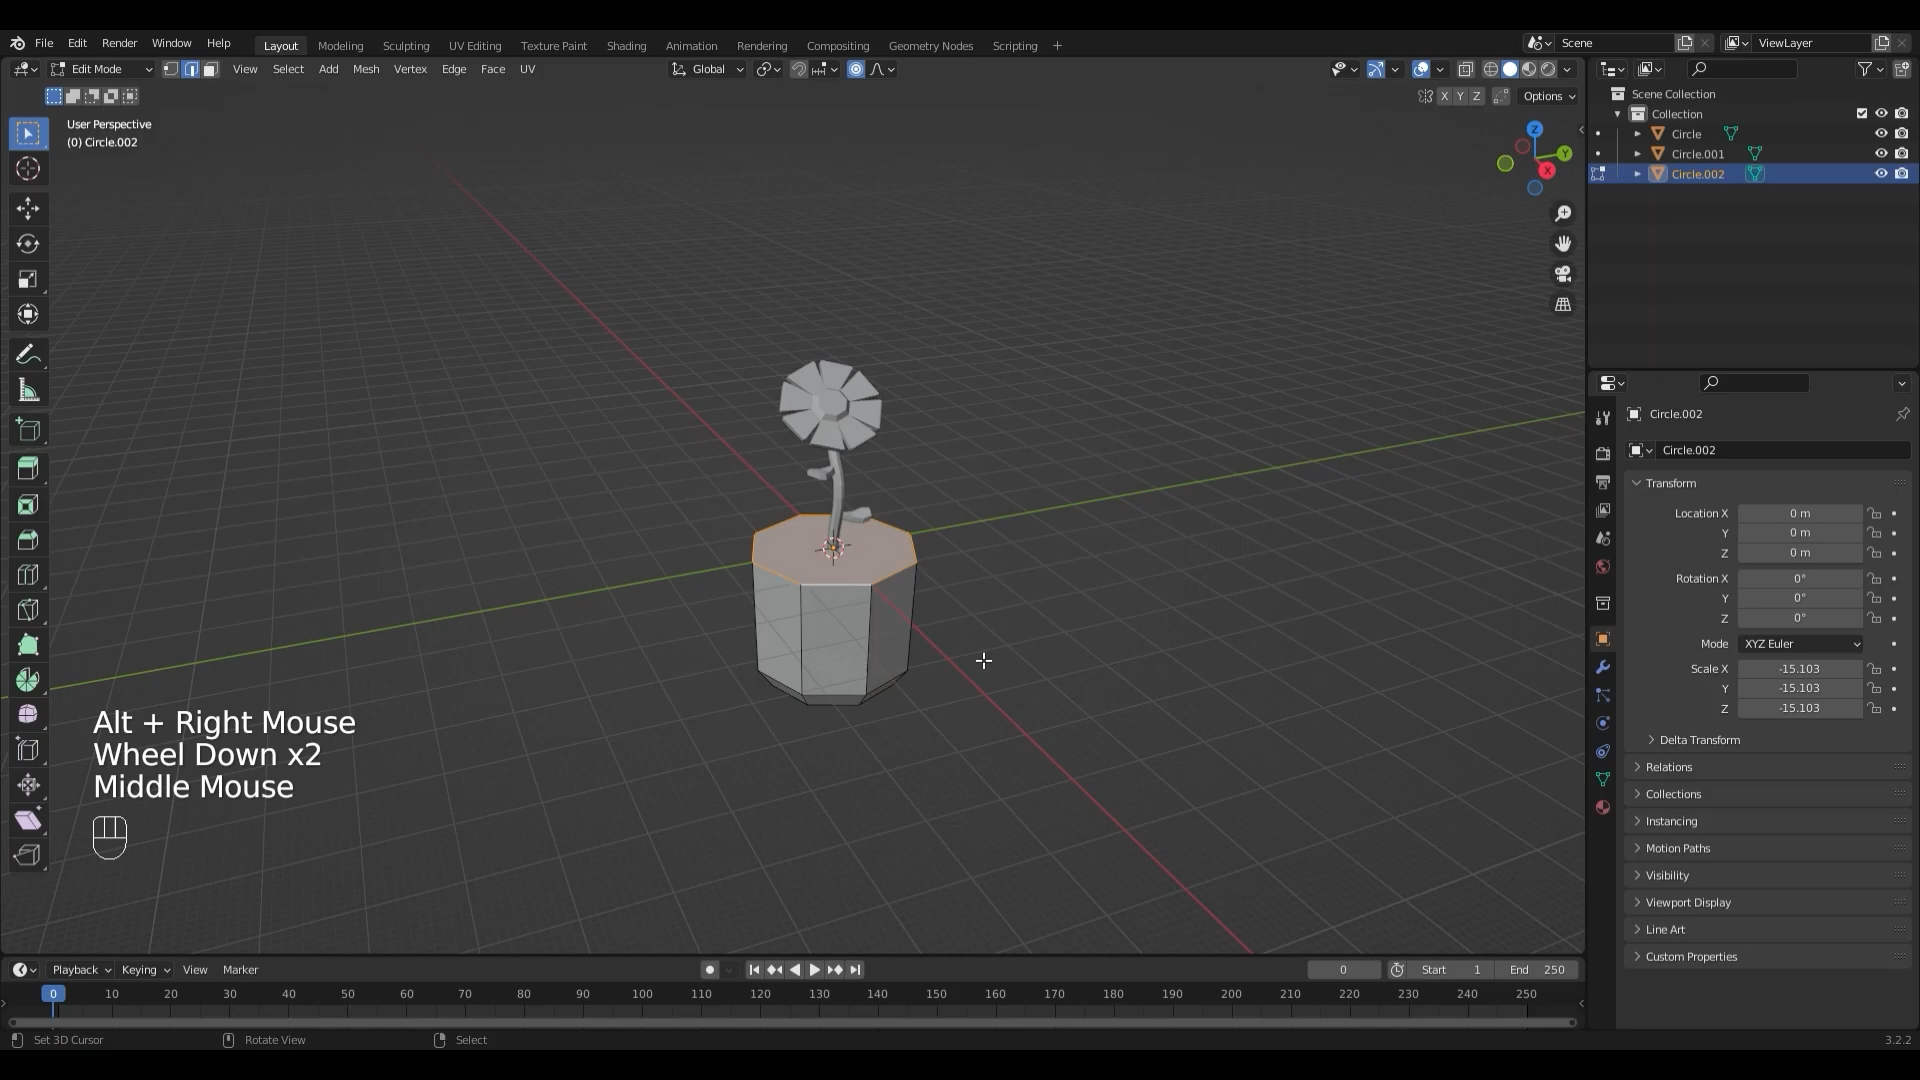 File Edit Render Window Help
Layout Modeling Sculpting UV Editing Texture Paint Shading Animation Rendering Compositing Geometry Nodes Scripting +
Scene
ViewLayer
Edit Mode
View Select Add Mesh Vertex Edge Face UV
Global
X Y Z
Options
User Perspective
(0) Circle.002
Z
Y
X
Scene Collection
Collection
Circle
Circle.001
Circle.002
Circle.002
Circle.002
Transform
Location X 0 m
Y 0 m
Z 0 m
Rotation X 0°
Y 0°
Z 0°
Mode XYZ Euler
Scale X -15.103
Y -15.103
Z -15.103
Delta Transform
Relations
Collections
Instancing
Motion Paths
Visibility
Viewport Display
Line Art
Custom Properties
Alt + Right Mouse
Wheel Down x2
Middle Mouse
Playback Keying View Marker
0
Start 1
End 250
0 10 20 30 40 50 60 70 80 90 100 110 120 130 140 150 160 170 180 190 200 210 220 230 240 250
Set 3D Cursor
Rotate View
Select
3.2.2